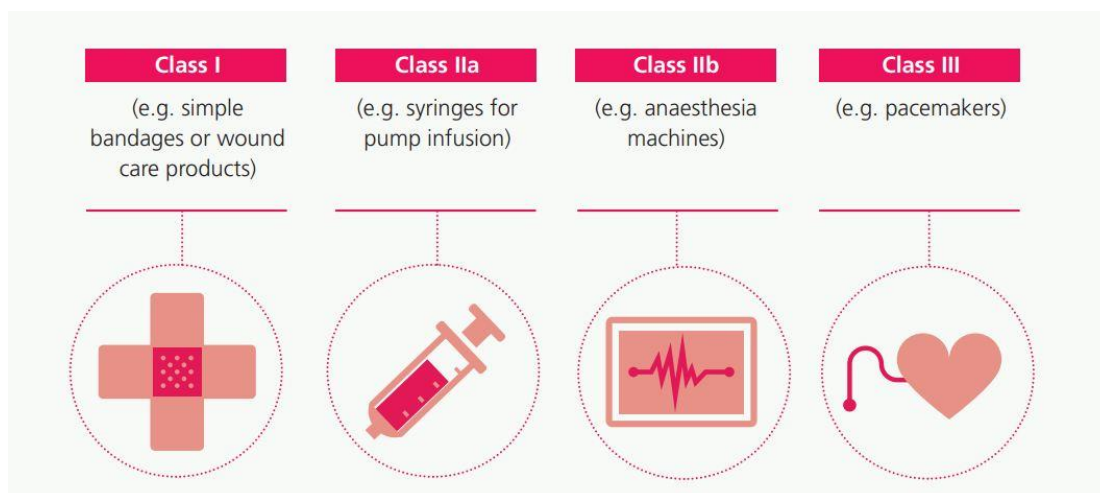 Class I
(e.g. simple
bandages or wound
care products)
Class IIa
(e.g. syringes for
pump infusion)
Class IIb
(e.g. anaesthesia
machines)
Class III
(e.g. pacemakers)